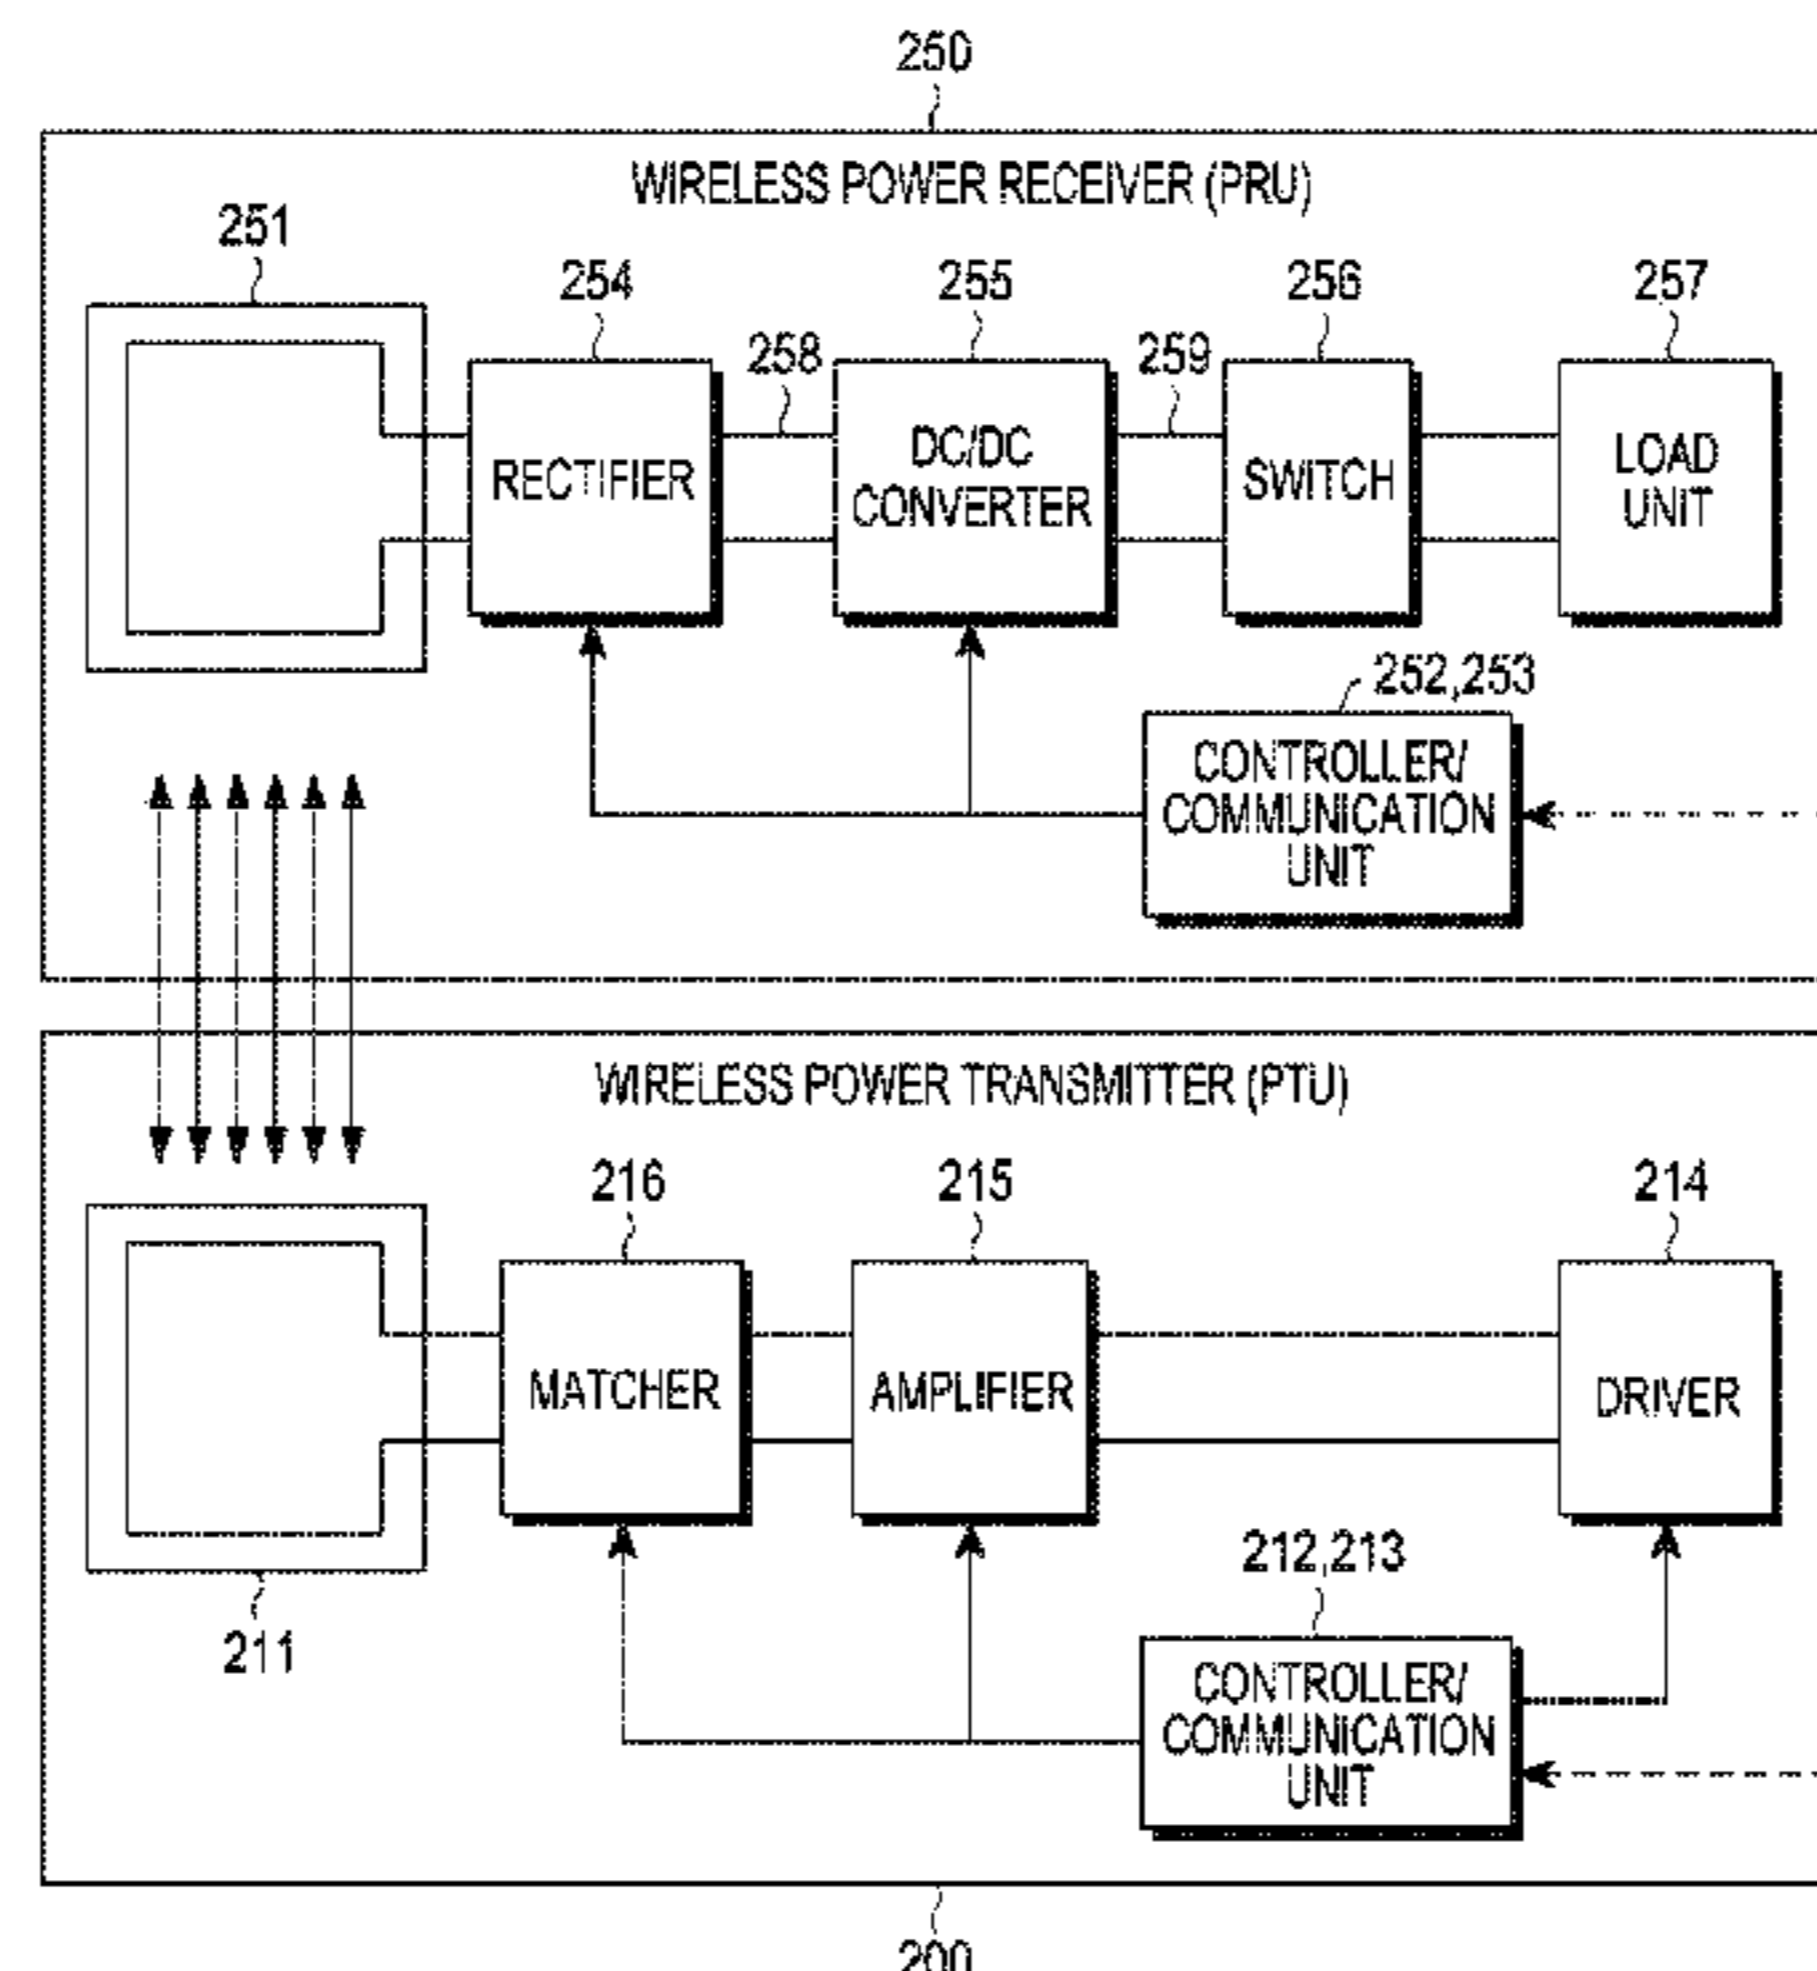 250
WIRELESS POWER RECEIVER (PRU)
251
254
255
256
257
258
259
RECTIFIER
DC/DC
CONVERTER
SWITCH
LOAD
UNIT
252,253
CONTROLLER/
COMMUNICATION
UNIT
WIRELESS POWER TRANSMITTER (PTU)
216
215
214
MATCHER
AMPLIFIER
DRIVER
212,213
211
CONTROLLER/
COMMUNICATION
UNIT
200